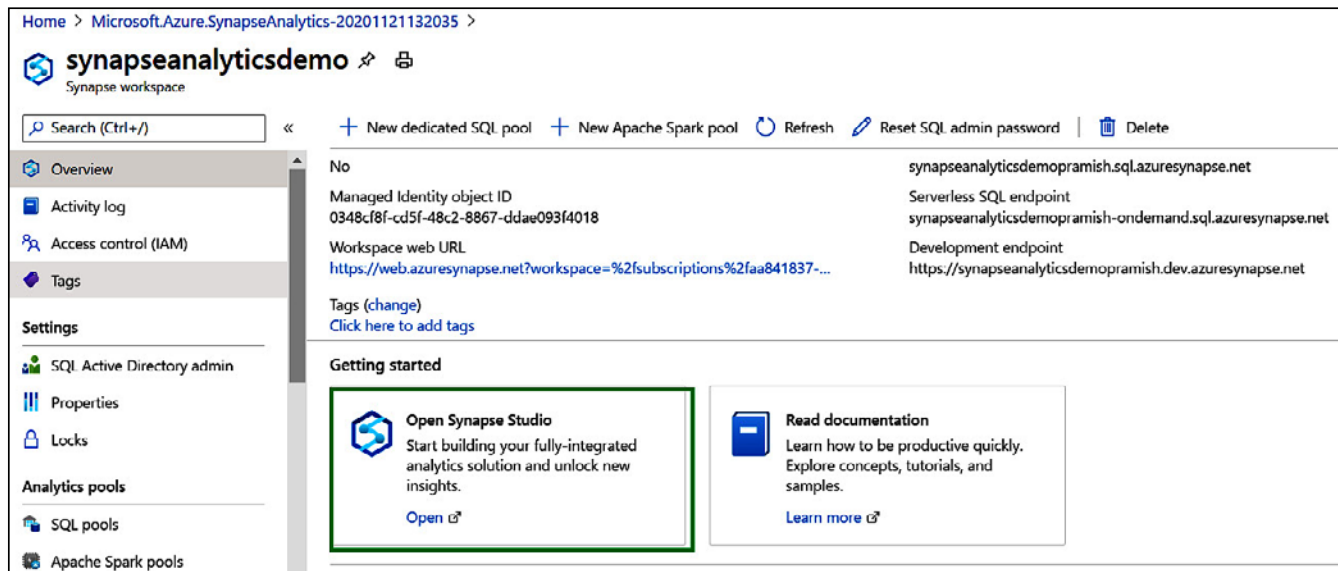 Home > Microsoft.Azure.SynapseAnalytics-20201121132035 >
synapseanalyticsdemo
Synapse workspace
Search (Ctrl+/)
«
New dedicated SQL pool
New Apache Spark pool
Refresh
Reset SQL admin password
Delete
Overview
Activity log
Access control (IAM)
Tags
Settings
SQL Active Directory admin
Properties
Locks
Analytics pools
SQL pools
Apache Spark pools
No
Managed Identity object ID
0348cf8f-cd5f-48c2-8867-ddae093f4018
Workspace web URL
https://web.azuresynapse.net?workspace=%2fsubscriptions%2faa841837-...
Tags (change)
Click here to add tags
synapseanalyticsdemopramish.sql.azuresynapse.net
Serverless SQL endpoint
synapseanalyticsdemopramish-ondemand.sql.azuresynapse.net
Development endpoint
https://synapseanalyticsdemopramish.dev.azuresynapse.net
Getting started
Open Synapse Studio
Start building your fully-integrated
analytics solution and unlock new
insights.
Open
Read documentation
Learn how to be productive quickly.
Explore concepts, tutorials, and
samples.
Learn more